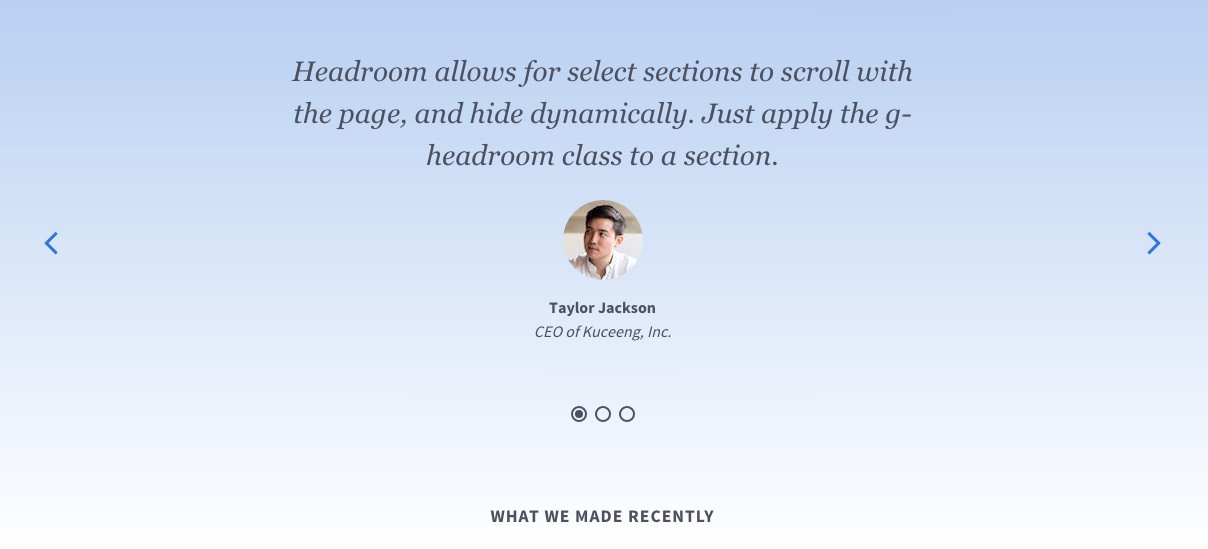 Headroom allows for select sections to scroll with
the page, and hide dynamically. Just apply the g-
headroom class to a section.
Taylor Jackson
CEO of Kuceeng, Inc.
WHAT WE MADE RECENTLY